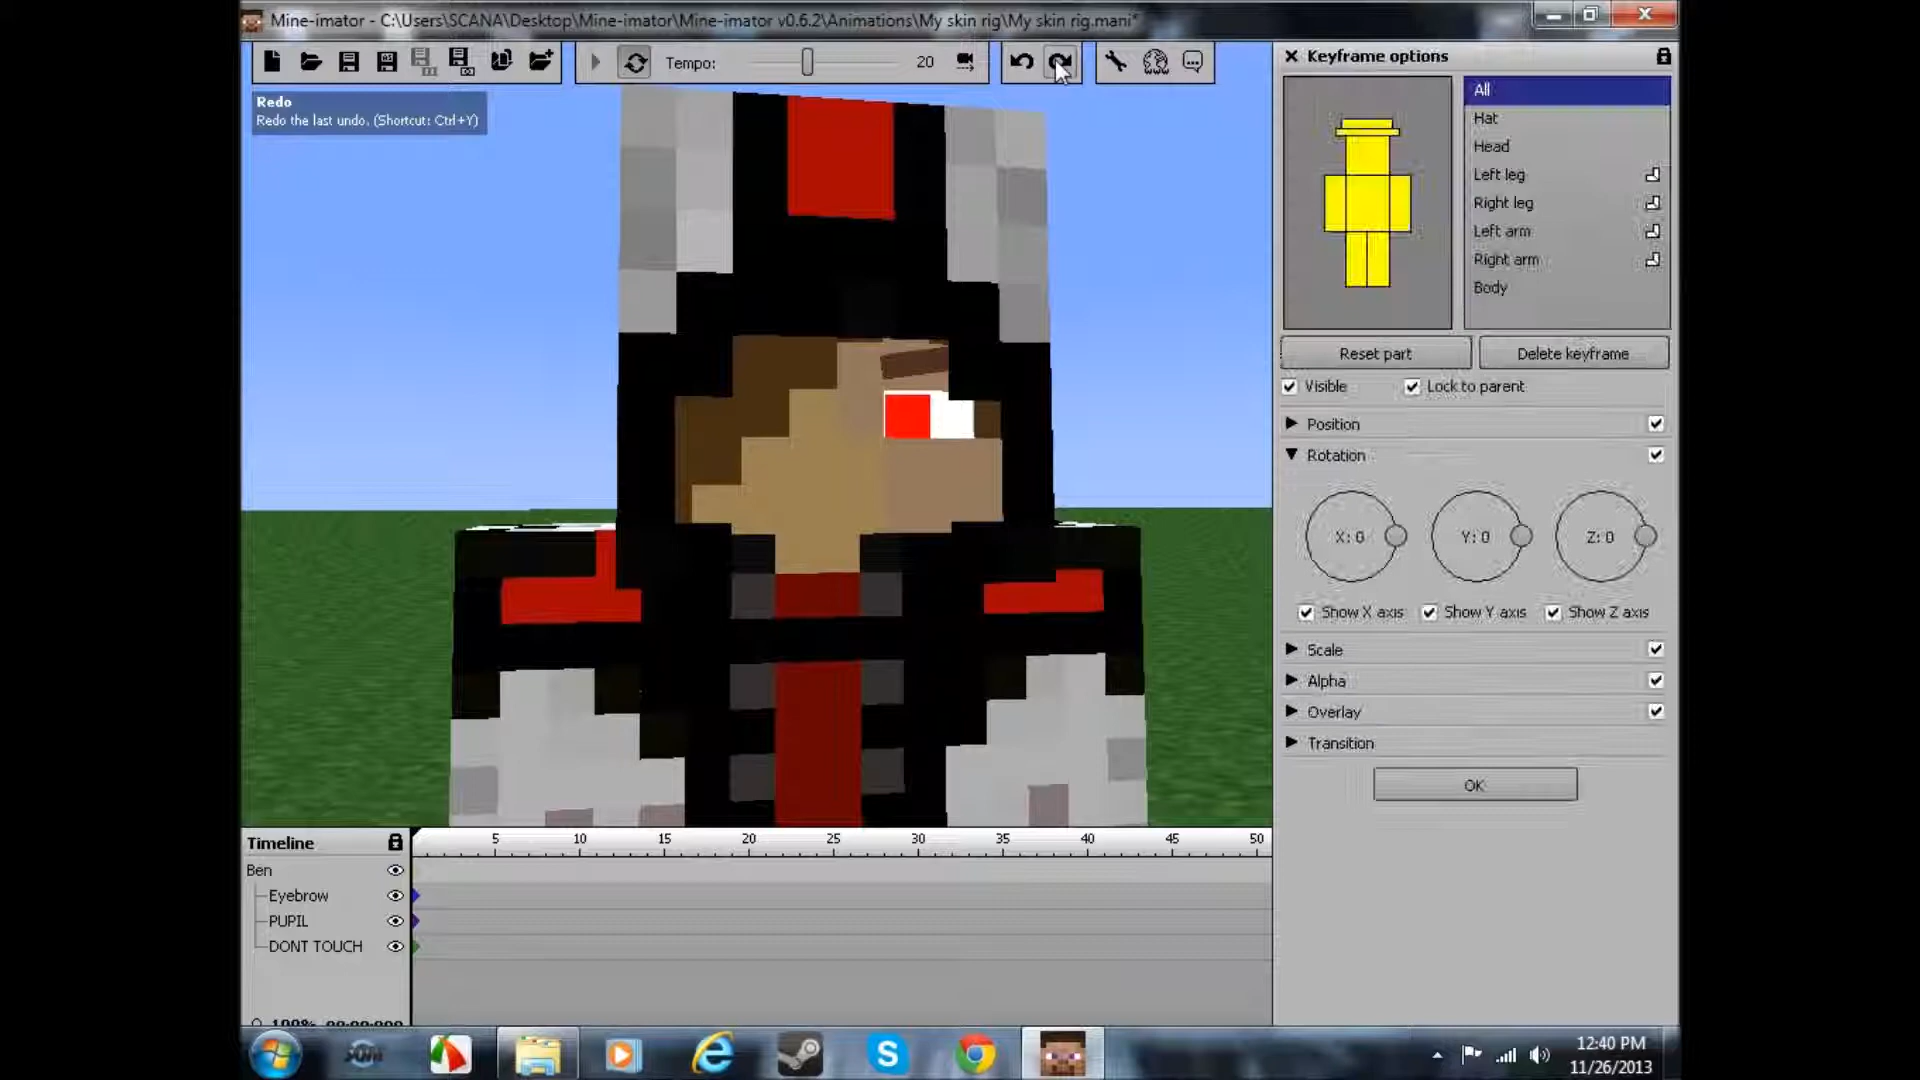 Mine-imator - C:\Users\SCANA\Desktop\Mine-imator\Mine-imator v0.6.2\Animations\My skin rig\My skin rig.mani*
Tempo: 20
Redo
Redo the last undo. (Shortcut: Ctrl+Y)
Keyframe options
All
Hat
Head
Left leg
Right leg
Left arm
Right arm
Body
Reset part Delete keyframe
Visible Lock to parent
Position
Rotation
X: 0 Y: 0 Z: 0
Show X axis Show Y axis Show Z axis
Scale
Alpha
Overlay
Transition
OK
Timeline 5 10 15 20 25 30 35 40 45 50
Ben
Eyebrow
PUPIL
DONT TOUCH
100%
SONY
12:40 PM
11/26/2013